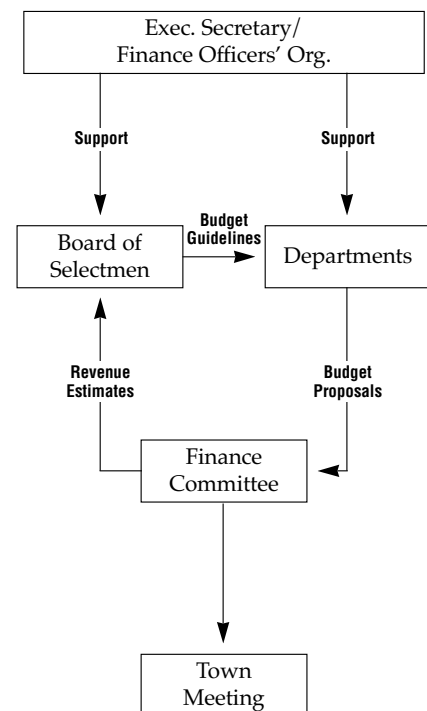 Exec. Secretary/
Finance Officers' Org.
Support
Support
Board of
Selectmen
Budget
Guidelines
Departments
Revenue
Estimates
Budget
Proposals
Finance
Committee
Town
Meeting